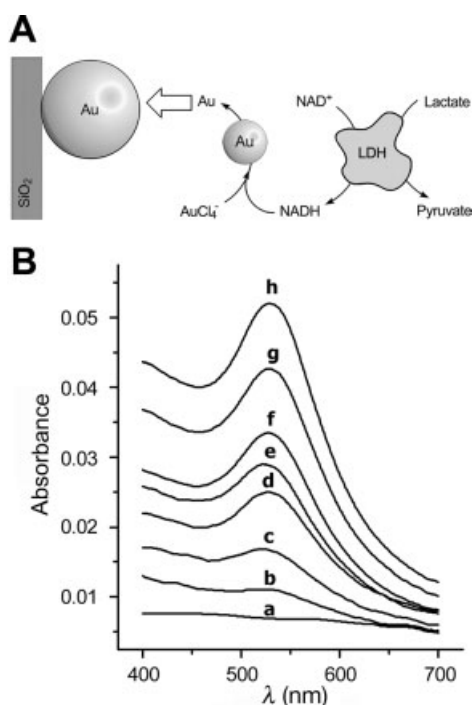 A
Au
Au
Au
AuCl₄⁻
NADH
NAD⁺
Lactate
LDH
Pyruvate
SiO₂
B
Absorbance
0.05
0.04
0.03
0.02
0.01
h
g
f
e
d
c
b
a
400 500 600 700
λ (nm)